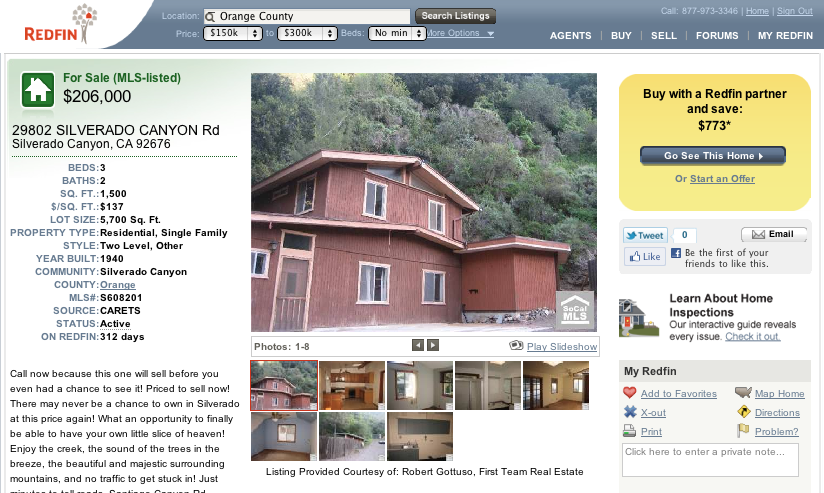 REDFIN
Location: Orange County Search Listings
Price: $150k to $300k Beds: No min More Options
Call: 877-973-3346 | Home | Sign Out
AGENTS | BUY | SELL | FORUMS | MY REDFIN
For Sale (MLS-listed)
$206,000
29802 SILVERADO CANYON Rd
Silverado Canyon, CA 92676
BEDS: 3
BATHS: 2
SQ. FT.: 1,500
$/SQ. FT.: $137
LOT SIZE: 5,700 Sq. Ft.
PROPERTY TYPE: Residential, Single Family
STYLE: Two Level, Other
YEAR BUILT: 1940
COMMUNITY: Silverado Canyon
COUNTY: Orange
MLS#: S608201
SOURCE: CARETS
STATUS: Active
ON REDFIN: 312 days
Call now because this one will sell before you
even had a chance to see it! Priced to sell now!
There may never be a chance to own in Silverado
at this price again! What an opportunity to finally
be able to have your own little slice of heaven!
Enjoy the creek, the sound of the trees in the
breeze, the beautiful and majestic surrounding
mountains, and no traffic to get stuck in! Just
minutes to tell roads, Santiago Canyon Rd
SoCal
MLS
Photos: 1-8
Play Slideshow
Listing Provided Courtesy of: Robert Gottuso, First Team Real Estate
Buy with a Redfin partner
and save:
$773*
Go See This Home
Or Start an Offer
Tweet 0 Email
Like Be the first of your
friends to like this.
Learn About Home
Inspections
Our interactive guide reveals
every issue. Check it out.
My Redfin
Add to Favorites Map Home
X-out Directions
Print Problem?
Click here to enter a private note...